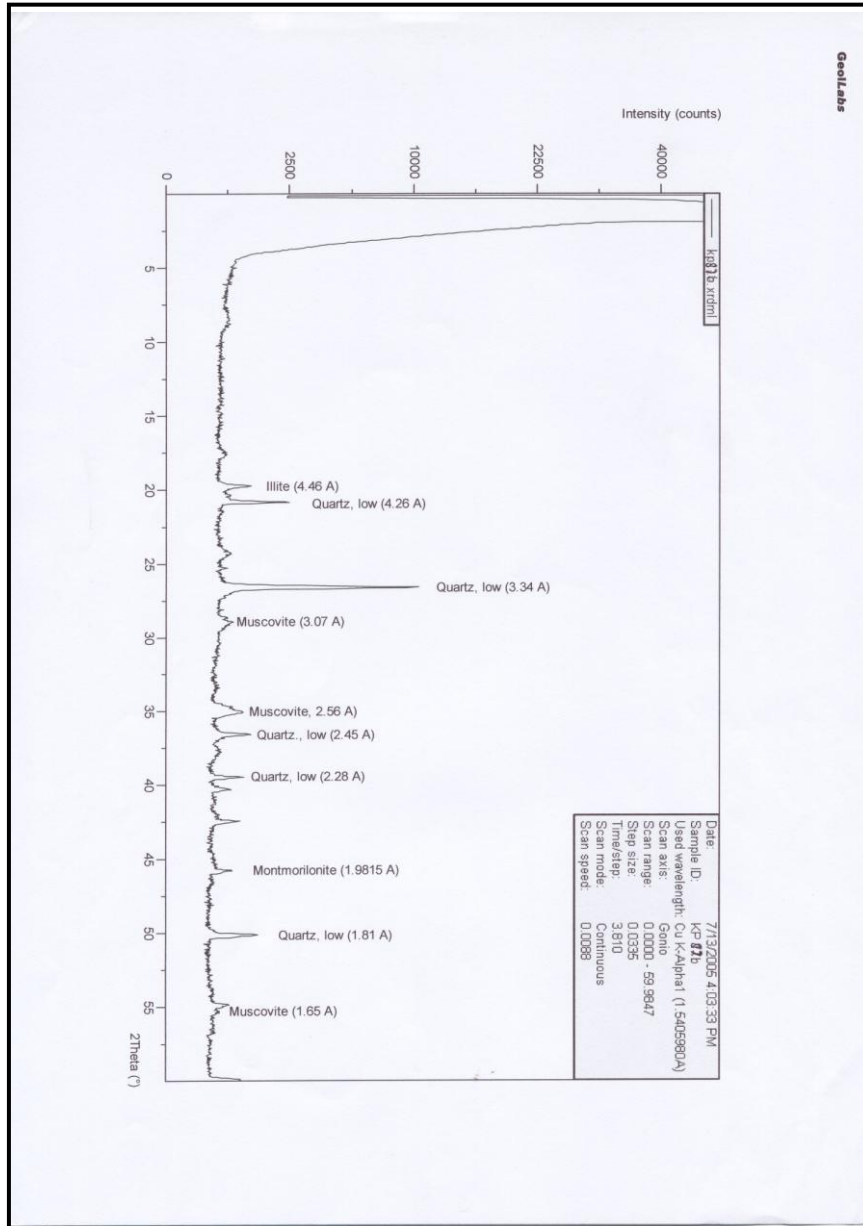 GeolLabs
Intensity (counts)
40000
22500
10000
2500
0
kp82b.xrdml
Date: 7/13/2005 4:03:33 PM
Sample ID: KP 82b
Used wavelength: Cu K-Alpha1 (1.5405980A)
Scan axis: Gonio
Scan range: 0.0000 - 59.9847
Step size: 0.0335
Time/step: 3.810
Scan mode: Continuous
Scan speed: 0.0088
Illite (4.46 A)
Quartz, low (4.26 A)
Quartz, low (3.34 A)
Muscovite (3.07 A)
Muscovite, 2.56 A)
Quartz., low (2.45 A)
Quartz, low (2.28 A)
Montmorilonite (1.9815 A)
Quartz, low (1.81 A)
Muscovite (1.65 A)
5
10
15
20
25
30
35
40
45
50
55
2Theta (°)